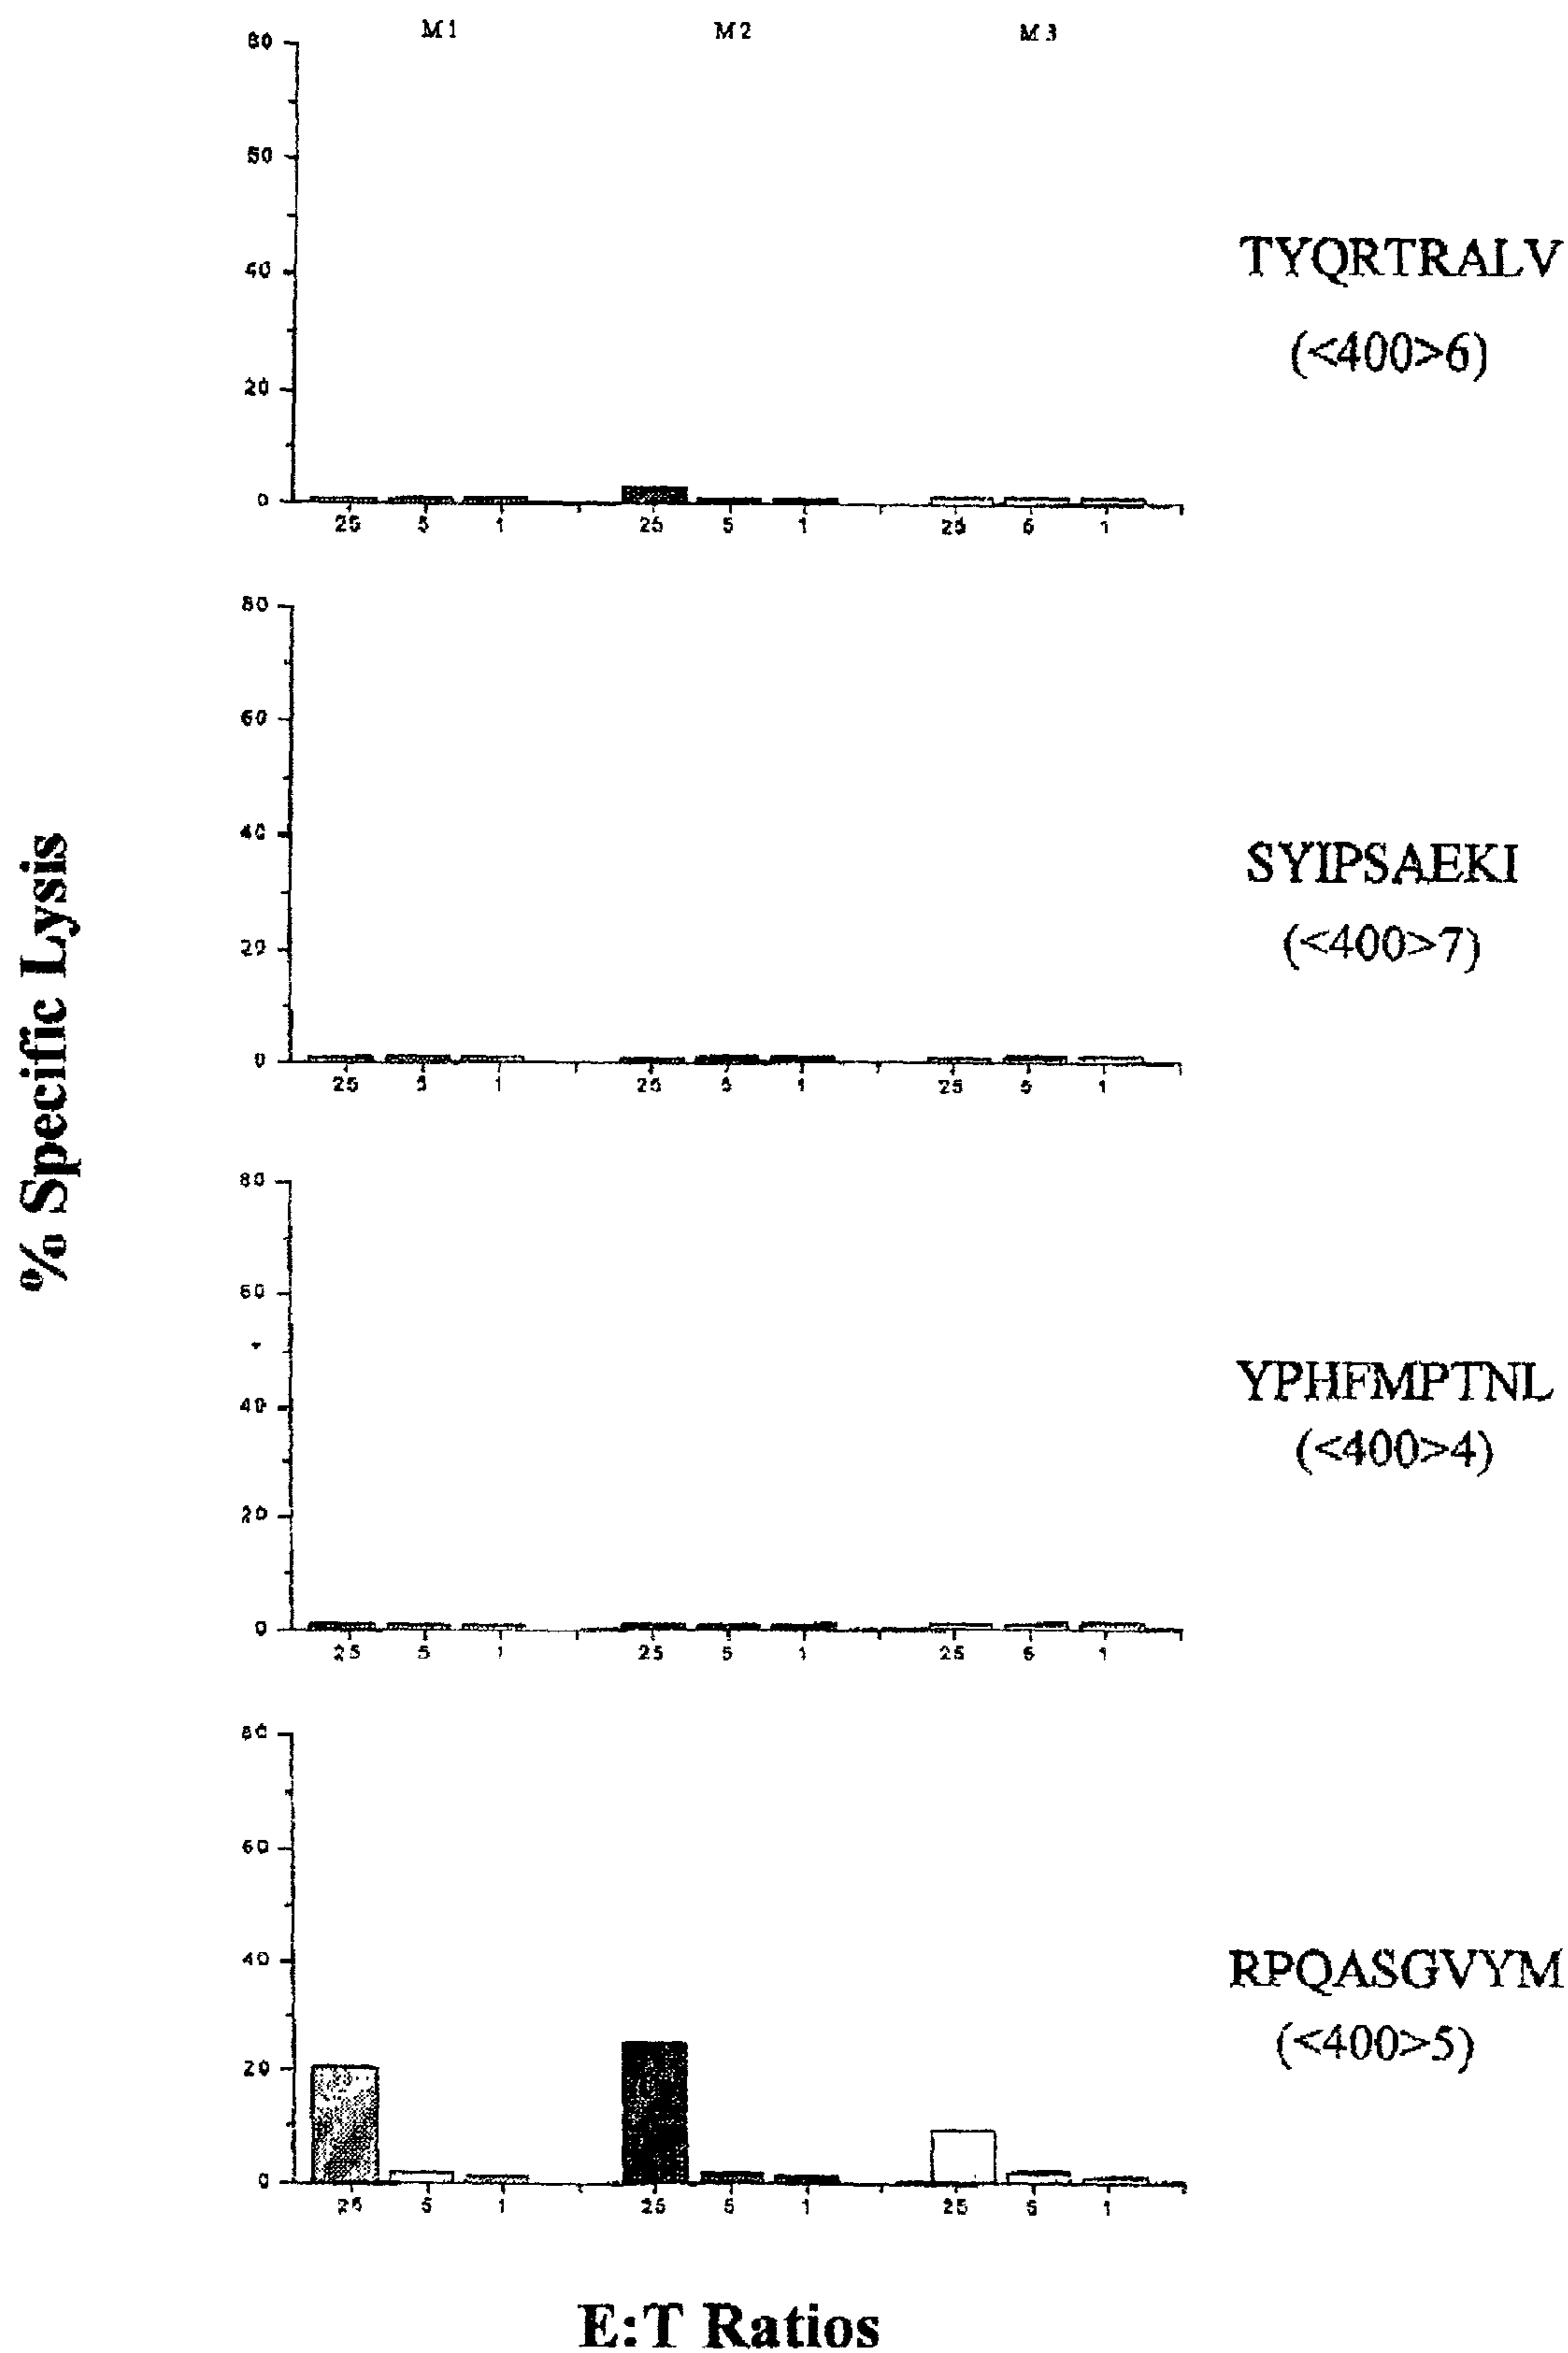 M1 M2 M3
80
50
40
20
0
25 5 1 25 5 1 25 5 1
TYQRTRALV
(<400>6)
80
60
40
20
0
25 5 1 25 5 1 25 5 1
SYIPSAEKI
(<400>7)
80
60
40
20
0
25 5 1 25 5 1 25 5 1
YPHFMPTNL
(<400>4)
80
60
40
20
0
25 5 1 25 5 1 25 5 1
RPQASGVYM
(<400>5)
% Specific Lysis
E:T Ratios